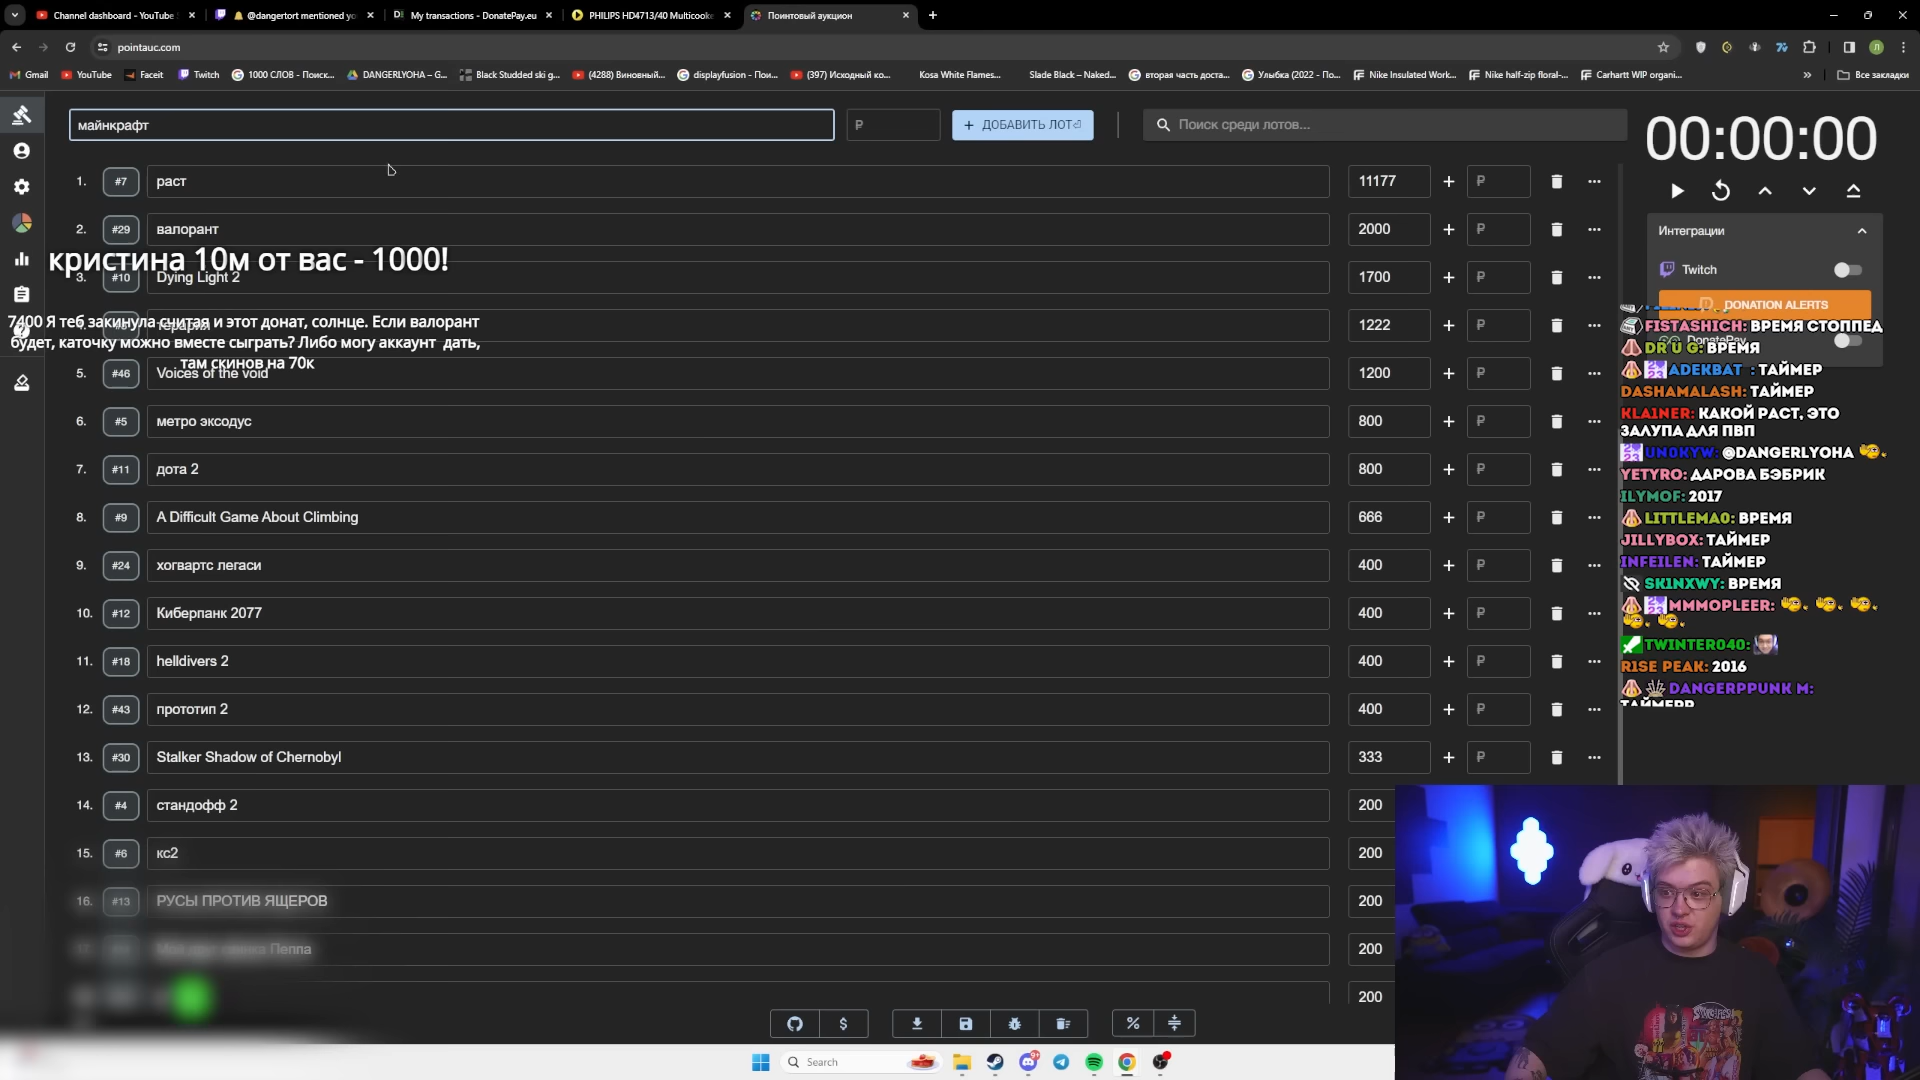 Channel dashboard - YouTube
@dangertort mentioned yo
My transactions - DonatePay.eu
PHILIPS HD4713/40 Multicooke
Поинтовый аукцион
pointauc.com
Gmail
YouTube
Faceit
Twitch
1000 СЛОВ - Поиск...
DANGERLYOHA – G...
Black Studded ski g...
(4288) Виновный...
displayfusion - Пои...
(397) Исходный ко...
Kosa White Flames...
Slade Black – Naked...
вторая часть доста...
Улыбка (2022 - По...
Nike Insulated Work...
Nike half-zip floral-...
Carhartt WIP organi...
Все закладки
майнкрафт
₽
+ ДОБАВИТЬ ЛОТ
Поиск среди лотов...
00:00:00
1. #7 раст 11177 + ₽
2. #29 валорант 2000 + ₽
кристина 10м от вас - 1000!
3. #10 Dying Light 2 1700 + ₽
1222 + ₽
7400 Я теб закинула считая и этот донат, солнце. Если валорант
будет, каточку можно вместе сыграть? Либо могу аккаунт дать,
там скинов на 70к
5. #46 Voices of the void 1200 + ₽
6. #5 метро эксодус 800 + ₽
7. #11 дота 2 800 + ₽
8. #9 A Difficult Game About Climbing 666 + ₽
9. #24 хогвартс легаси 400 + ₽
10. #12 Киберпанк 2077 400 + ₽
11. #18 helldivers 2 400 + ₽
12. #43 прототип 2 400 + ₽
13. #30 Stalker Shadow of Chernobyl 333 + ₽
14. #4 стандофф 2 200
15. #6 кс2 200
16. #13 РУСЫ ПРОТИВ ЯЩЕРОВ 200
Пеппа 200
200
Интеграции
Twitch
DONATION ALERTS
DonatePay
FISTASHICH: ВРЕМЯ СТОППЕД
DR U G: ВРЕМЯ
ADEKBAT : ТАЙМЕР
DASHAMALASH: ТАЙМЕР
KLAINER: КАКОЙ РАСТ, ЭТО
ЗАЛУПА ДЛЯ ПВП
UN0KYW: @DANGERLYOHA
YETYRO: ДАРОВА БЭБРИК
ILYMOF: 2017
LITTLEMA0: ВРЕМЯ
JILLYBOX: ТАЙМЕР
INFEILEN: ТАЙМЕР
SK1NXWY: ВРЕМЯ
MMMOPLEER:
TWINTER040:
R1SE PEAK: 2016
DANGERPPUNK M:
ТАЙМЕРР
Search